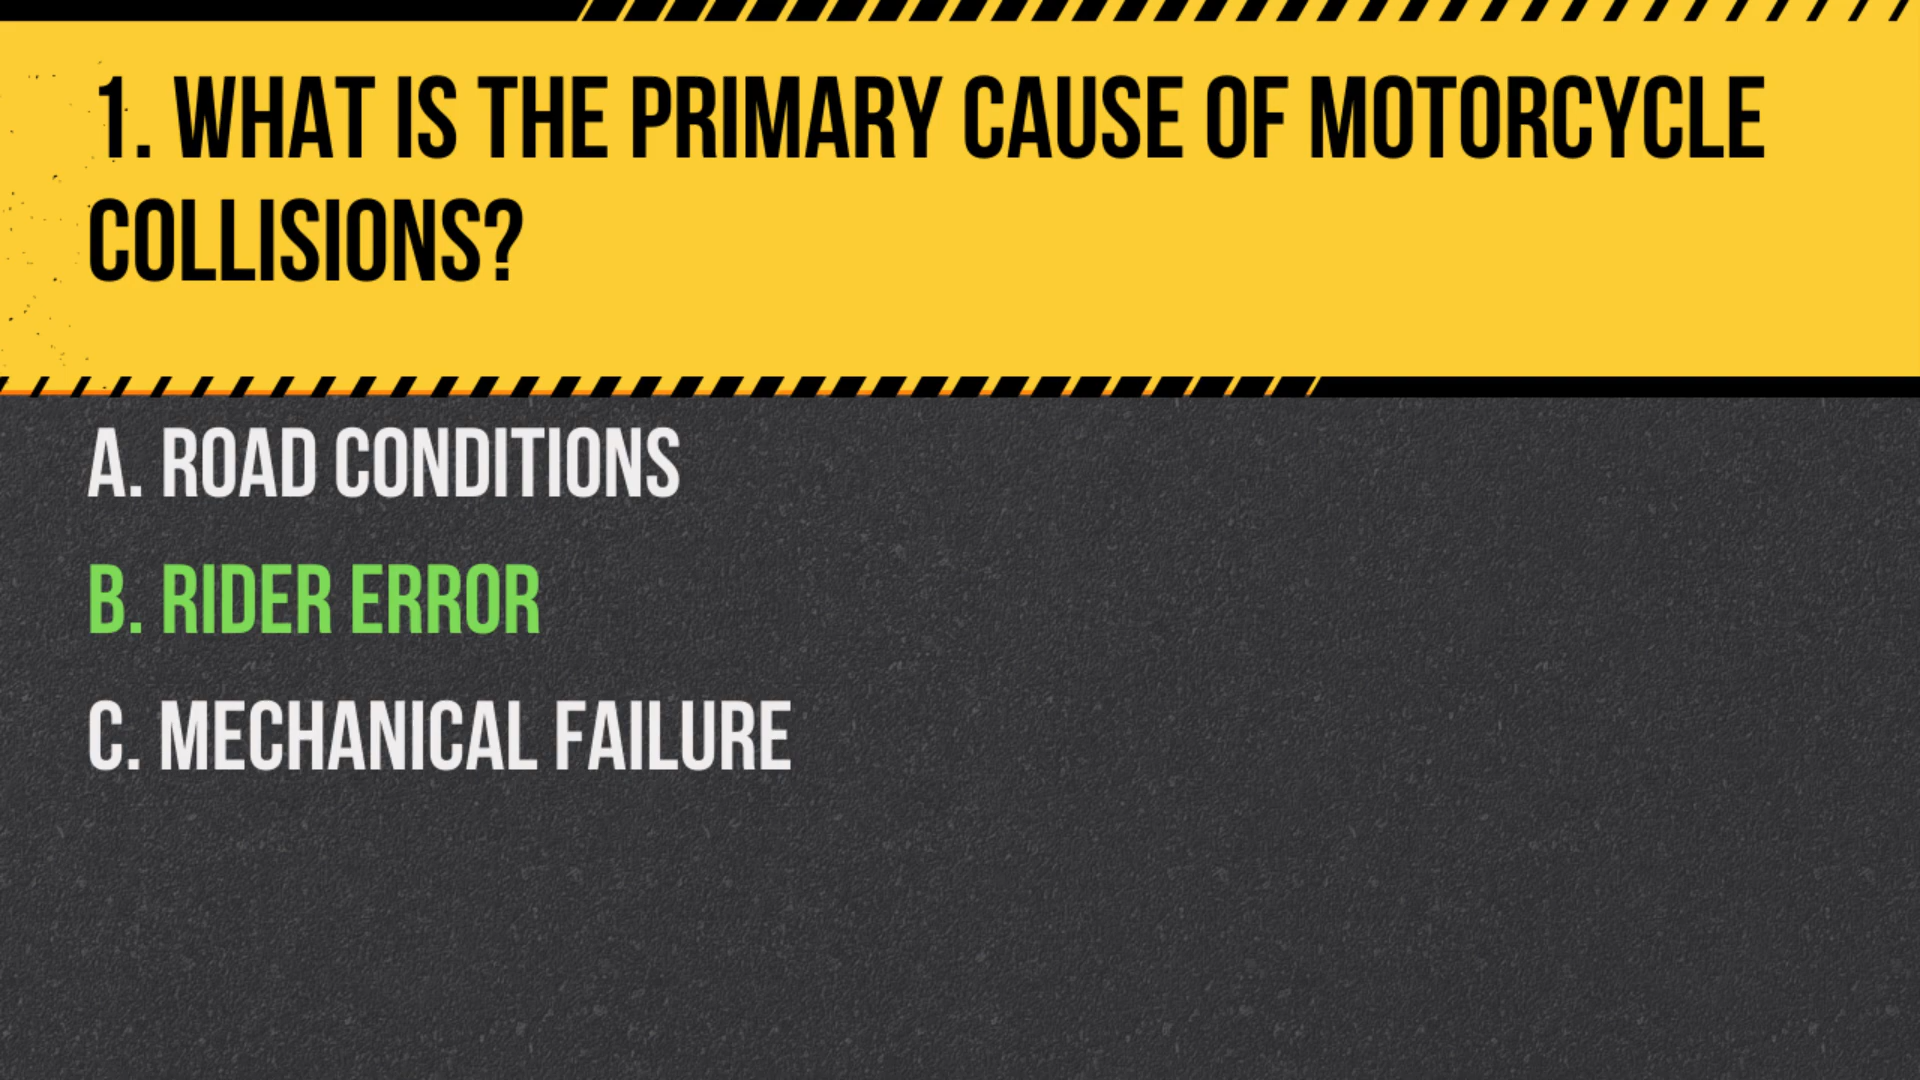 1. WHAT IS THE PRIMARY CAUSE OF MOTORCYCLE
COLLISIONS?
A. ROAD CONDITIONS
B. RIDER ERROR
C. MECHANICAL FAILURE